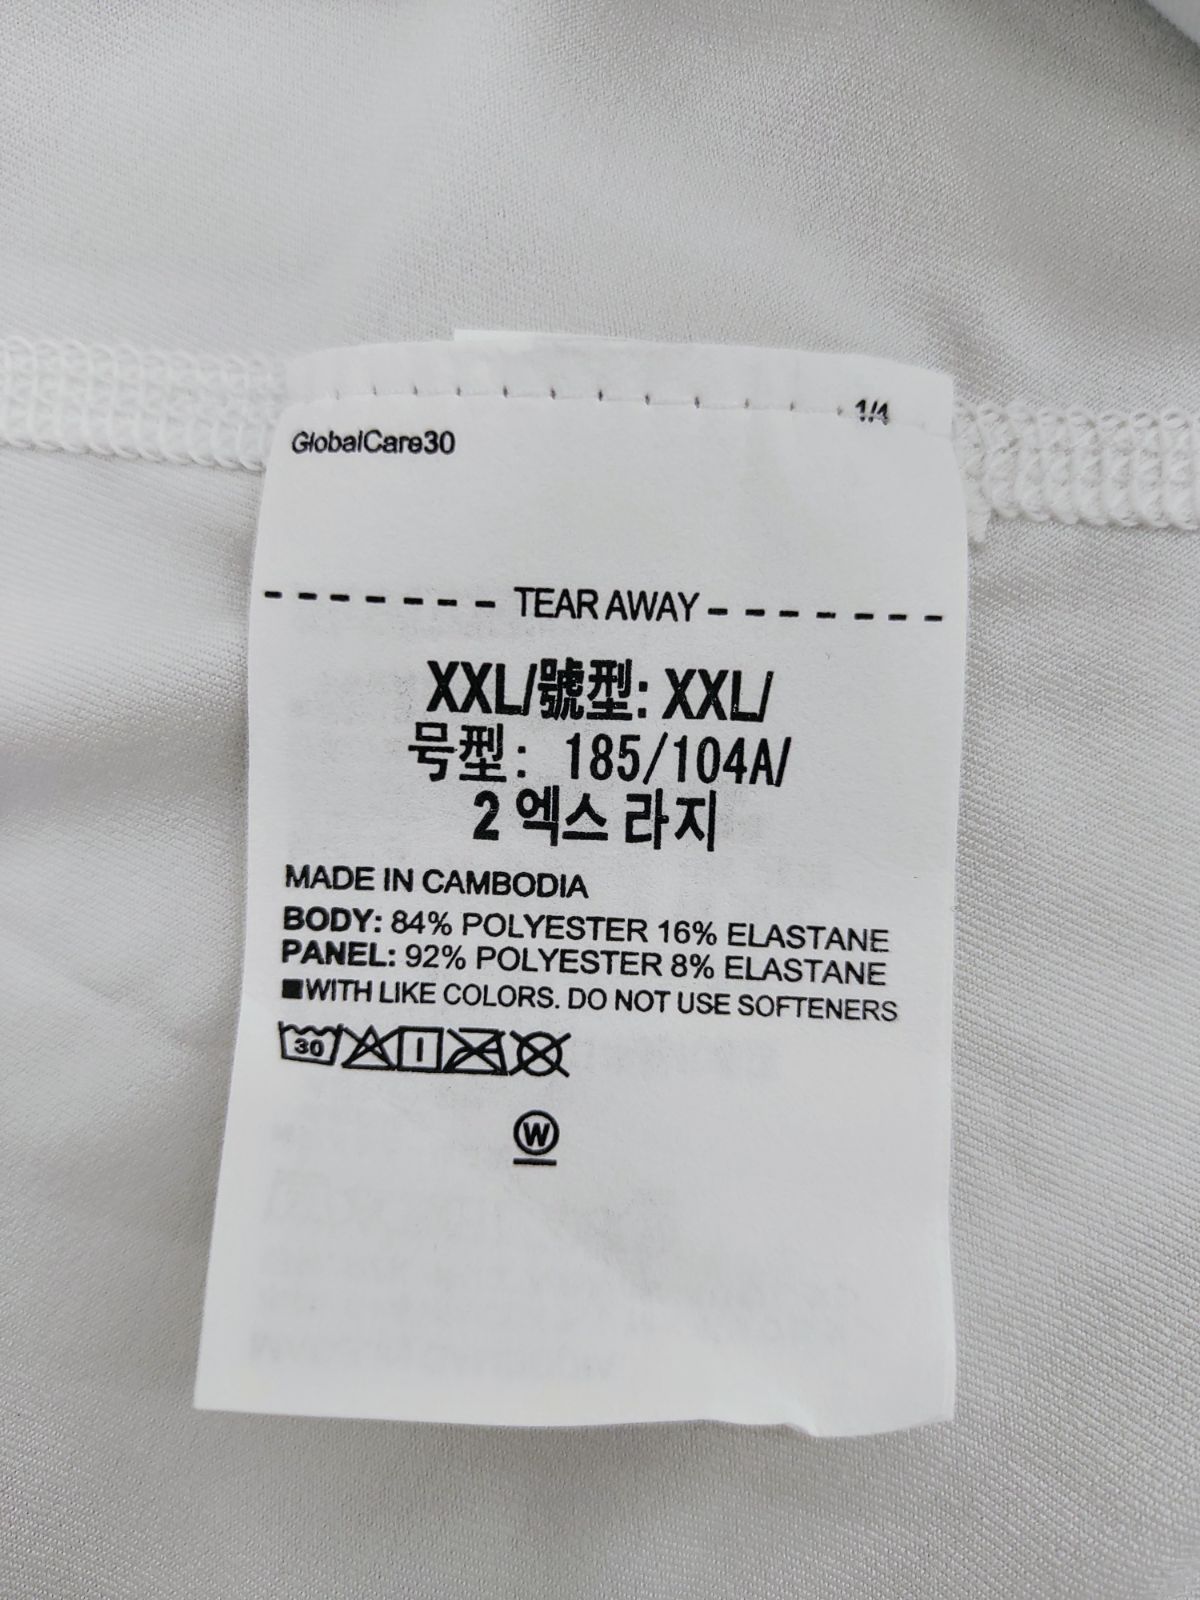 1/4
GlobalCare30
- - - - - - - TEAR AWAY - - - - - - -
XXL/號型: XXL/
号型: 185/104A/
2 엑스 라지
MADE IN CAMBODIA
BODY: 84% POLYESTER 16% ELASTANE
PANEL: 92% POLYESTER 8% ELASTANE
■WITH LIKE COLORS. DO NOT USE SOFTENERS
30
W